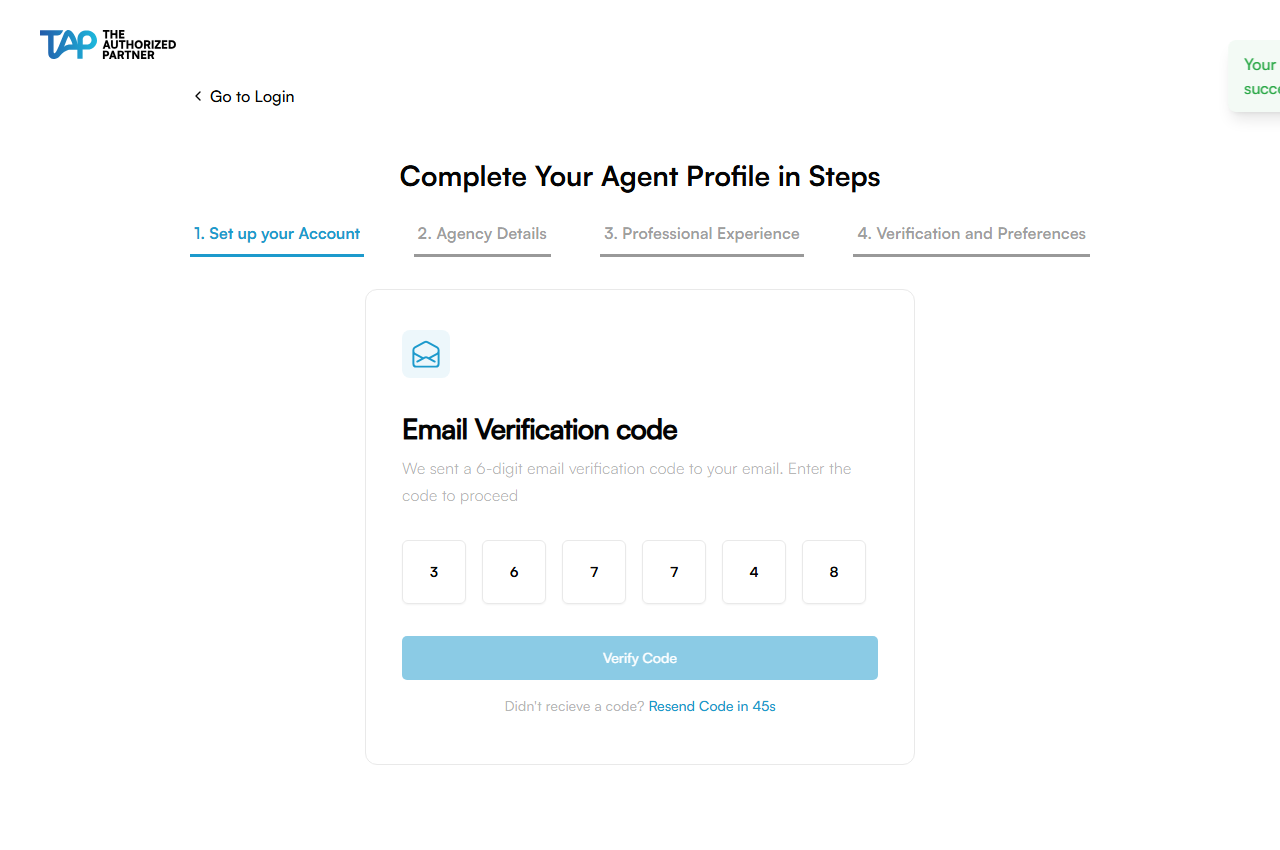 TAP THE AUTHORIZED PARTNER
Your
Go to Login
Complete Your Agent Profile in Steps
1. Set up your Account 2. Agency Details 3. Professional Experience 4. Verification and Preferences
Email Verification code
We sent a 6-digit email verification code to your email. Enter the
code to proceed
3 6 7 7 4 8
Verify Code
Didn't recieve a code? Resend Code in 45s